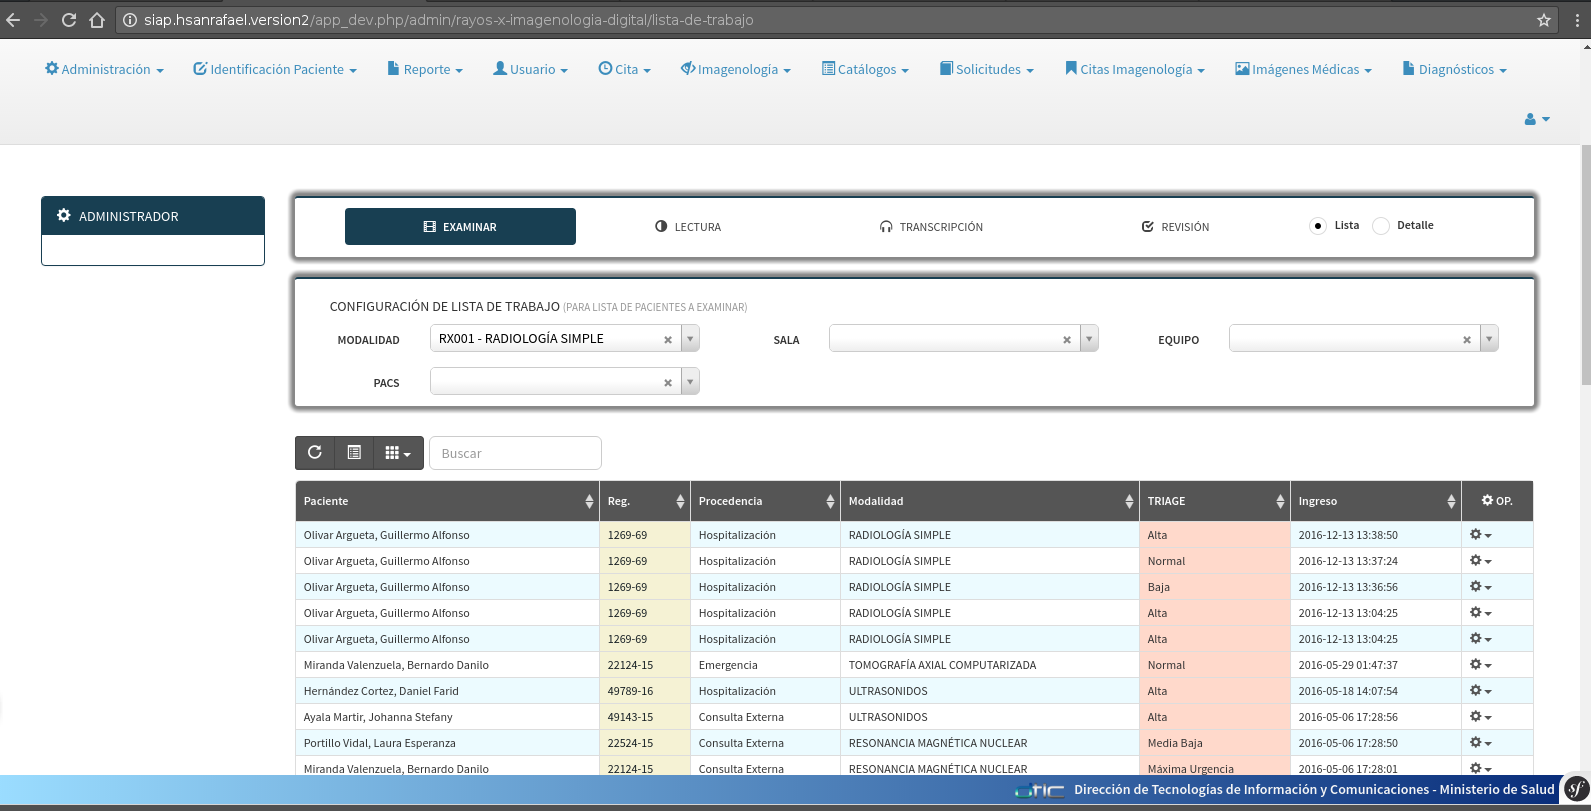 siap.hsanrafael.version2/app_dev.php/admin/rayos-x-imagenologia-digital/lista-de-trabajo
Administración Identificación Paciente Reporte Usuario Cita Imagenología Catálogos Solicitudes Citas Imagenología Imágenes Médicas Diagnósticos
ADMINISTRADOR
EXAMINAR LECTURA TRANSCRIPCIÓN REVISIÓN Lista Detalle
CONFIGURACIÓN DE LISTA DE TRABAJO (PARA LISTA DE PACIENTES A EXAMINAR)
MODALIDAD RX001 - RADIOLOGÍA SIMPLE SALA EQUIPO
PACS
Buscar
Paciente Reg. Procedencia Modalidad TRIAGE Ingreso OP.
Olivar Argueta, Guillermo Alfonso 1269-69 Hospitalización RADIOLOGÍA SIMPLE Alta 2016-12-13 13:38:50
Olivar Argueta, Guillermo Alfonso 1269-69 Hospitalización RADIOLOGÍA SIMPLE Normal 2016-12-13 13:37:24
Olivar Argueta, Guillermo Alfonso 1269-69 Hospitalización RADIOLOGÍA SIMPLE Baja 2016-12-13 13:36:56
Olivar Argueta, Guillermo Alfonso 1269-69 Hospitalización RADIOLOGÍA SIMPLE Alta 2016-12-13 13:04:25
Olivar Argueta, Guillermo Alfonso 1269-69 Hospitalización RADIOLOGÍA SIMPLE Alta 2016-12-13 13:04:25
Miranda Valenzuela, Bernardo Danilo 22124-15 Emergencia TOMOGRAFÍA AXIAL COMPUTARIZADA Normal 2016-05-29 01:47:37
Hernández Cortez, Daniel Farid 49789-16 Hospitalización ULTRASONIDOS Alta 2016-05-18 14:07:54
Ayala Martir, Johanna Stefany 49143-15 Consulta Externa ULTRASONIDOS Alta 2016-05-06 17:28:56
Portillo Vidal, Laura Esperanza 22524-15 Consulta Externa RESONANCIA MAGNÉTICA NUCLEAR Media Baja 2016-05-06 17:28:50
Miranda Valenzuela, Bernardo Danilo 22124-15 Consulta Externa RESONANCIA MAGNÉTICA NUCLEAR Máxima Urgencia 2016-05-06 17:28:01
dtic Dirección de Tecnologías de Información y Comunicaciones - Ministerio de Salud sf